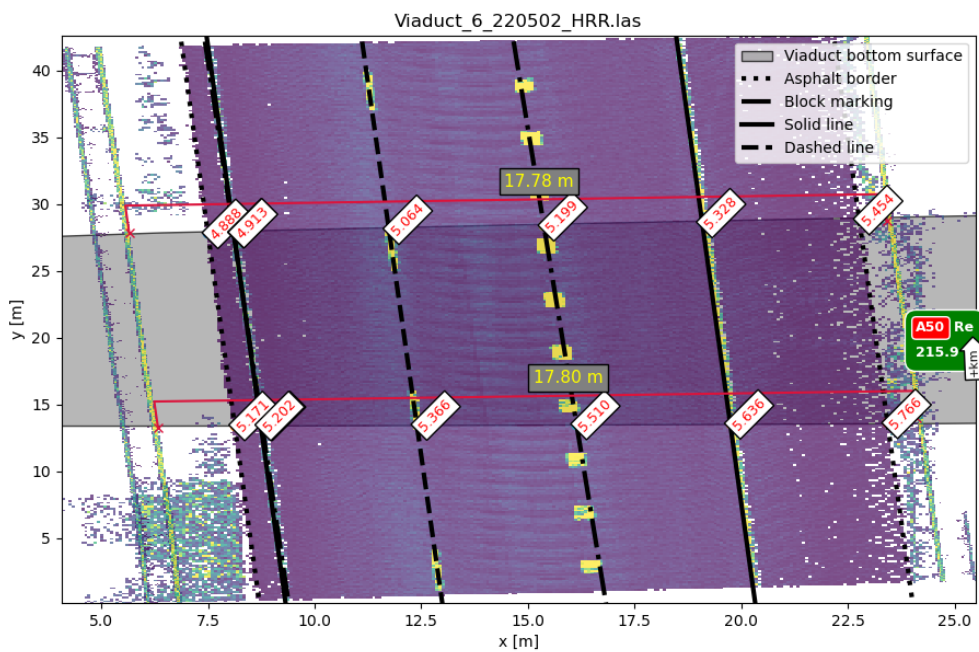 Viaduct_6_220502_HRR.las
Viaduct bottom surface
Asphalt border
Block marking
Solid line
Dashed line
17.78 m
4.888
4.913
5.064
5.199
5.328
5.454
A50 Re
215.9
+km
17.80 m
5.171
5.202
5.366
5.510
5.636
5.766
40
35
30
25
20
15
10
5
y [m]
5.0
7.5
10.0
12.5
15.0
17.5
20.0
22.5
25.0
x [m]